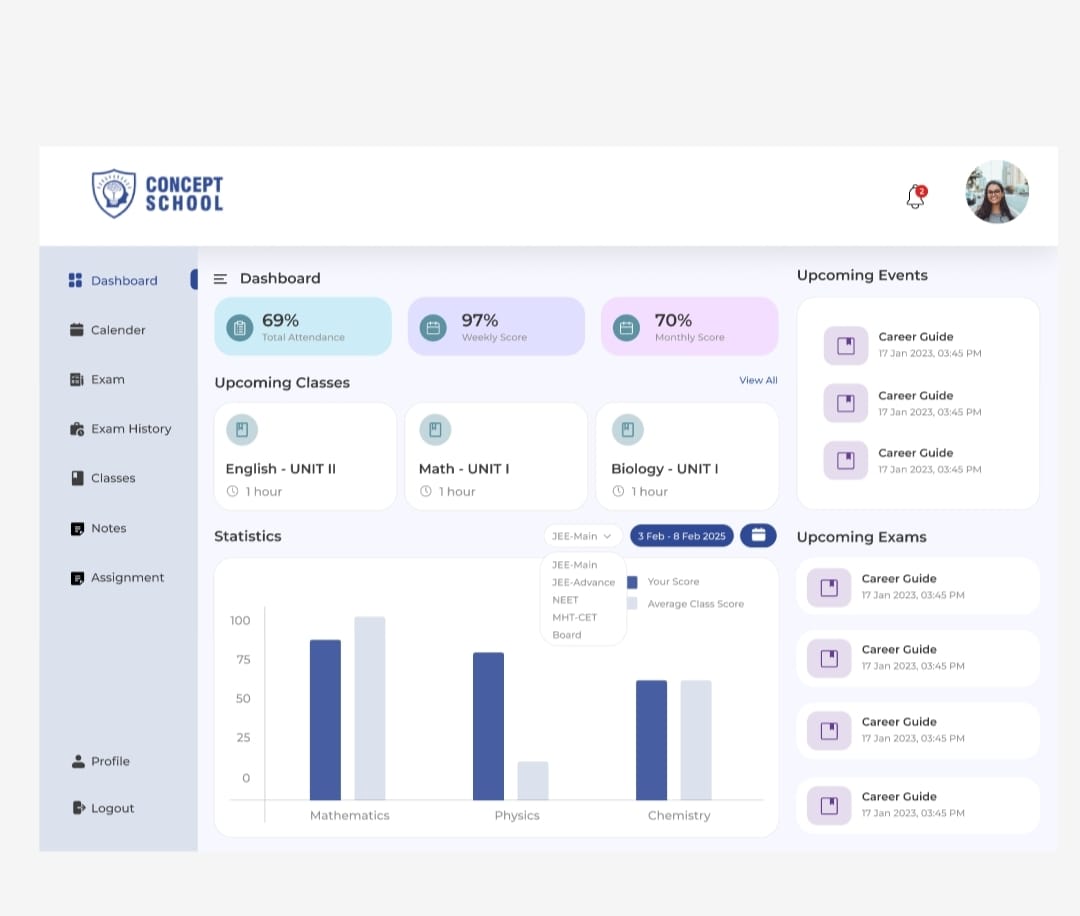 CONCEPT
SCHOOL
2
Dashboard
Calender
Exam
Exam History
Classes
Notes
Assignment
Profile
Logout
Dashboard
69%
Total Attendance
97%
Weekly Score
70%
Monthly Score
Upcoming Classes
View All
English - UNIT II
1 hour
Math - UNIT I
1 hour
Biology - UNIT I
1 hour
Statistics
JEE-Main
3 Feb - 8 Feb 2025
JEE-Main
JEE-Advance
NEET
MHT-CET
Board
Your Score
Average Class Score
100
75
50
25
0
Mathematics
Physics
Chemistry
Upcoming Events
Career Guide
17 Jan 2023, 03:45 PM
Career Guide
17 Jan 2023, 03:45 PM
Career Guide
17 Jan 2023, 03:45 PM
Upcoming Exams
Career Guide
17 Jan 2023, 03:45 PM
Career Guide
17 Jan 2023, 03:45 PM
Career Guide
17 Jan 2023, 03:45 PM
Career Guide
17 Jan 2023, 03:45 PM